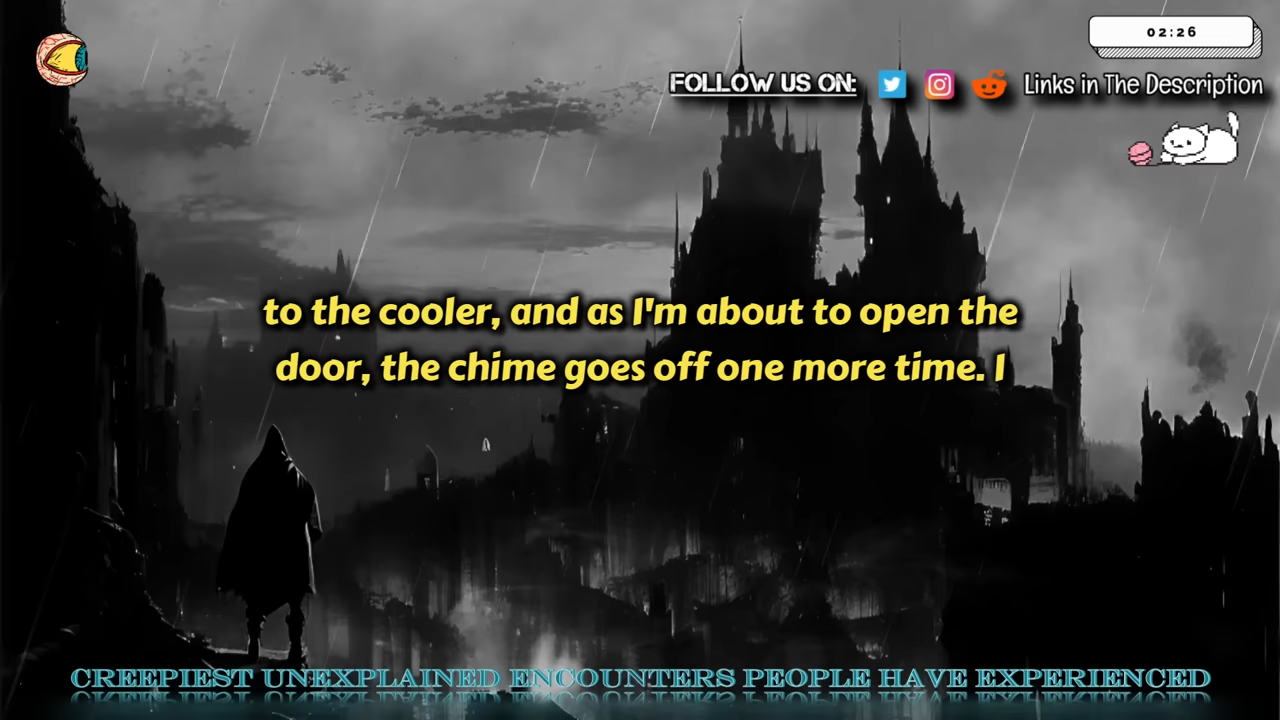 02:26
FOLLOW US ON: Links in The Description
to the cooler, and as I'm about to open the
door, the chime goes off one more time. I
CREEPIEST UNEXPLAINED ENCOUNTERS PEOPLE HAVE EXPERIENCED